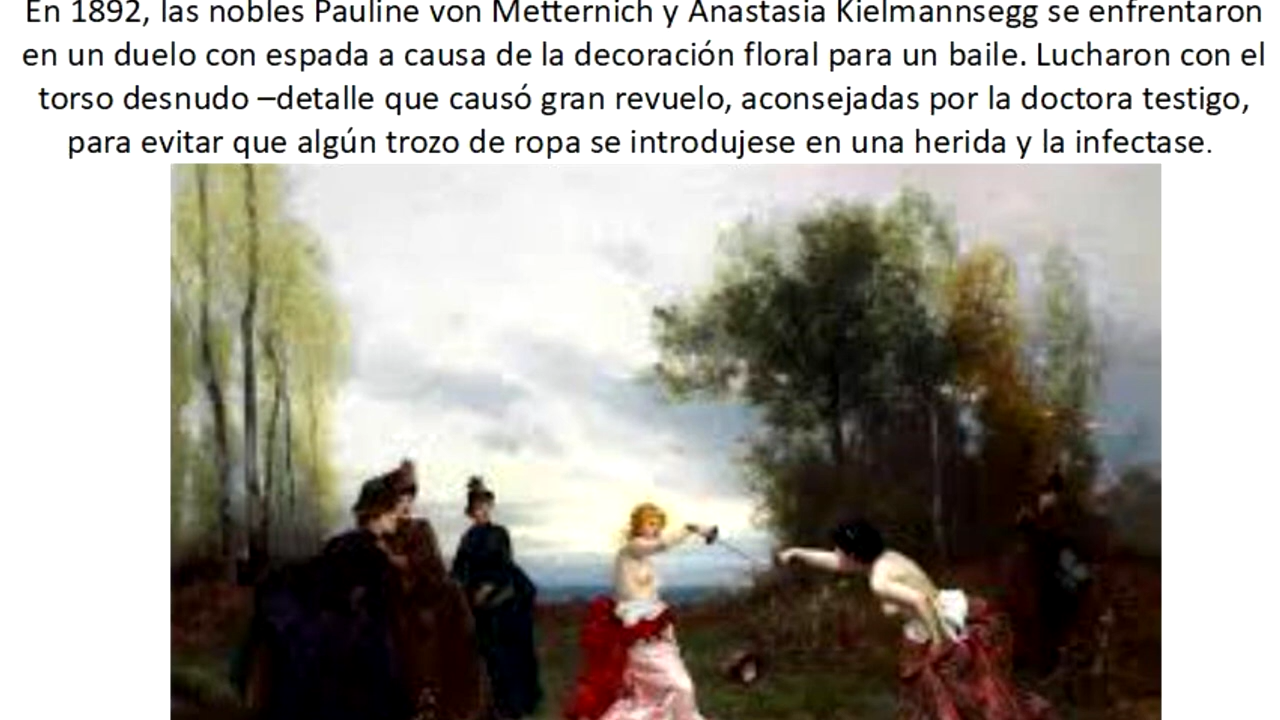 En 1892, las nobles Pauline von Metternich y Anastasia Kielmannsegg se enfrentaron
en un duelo con espada a causa de la decoración floral para un baile. Lucharon con el
torso desnudo –detalle que causó gran revuelo, aconsejadas por la doctora testigo,
para evitar que algún trozo de ropa se introdujese en una herida y la infectase.